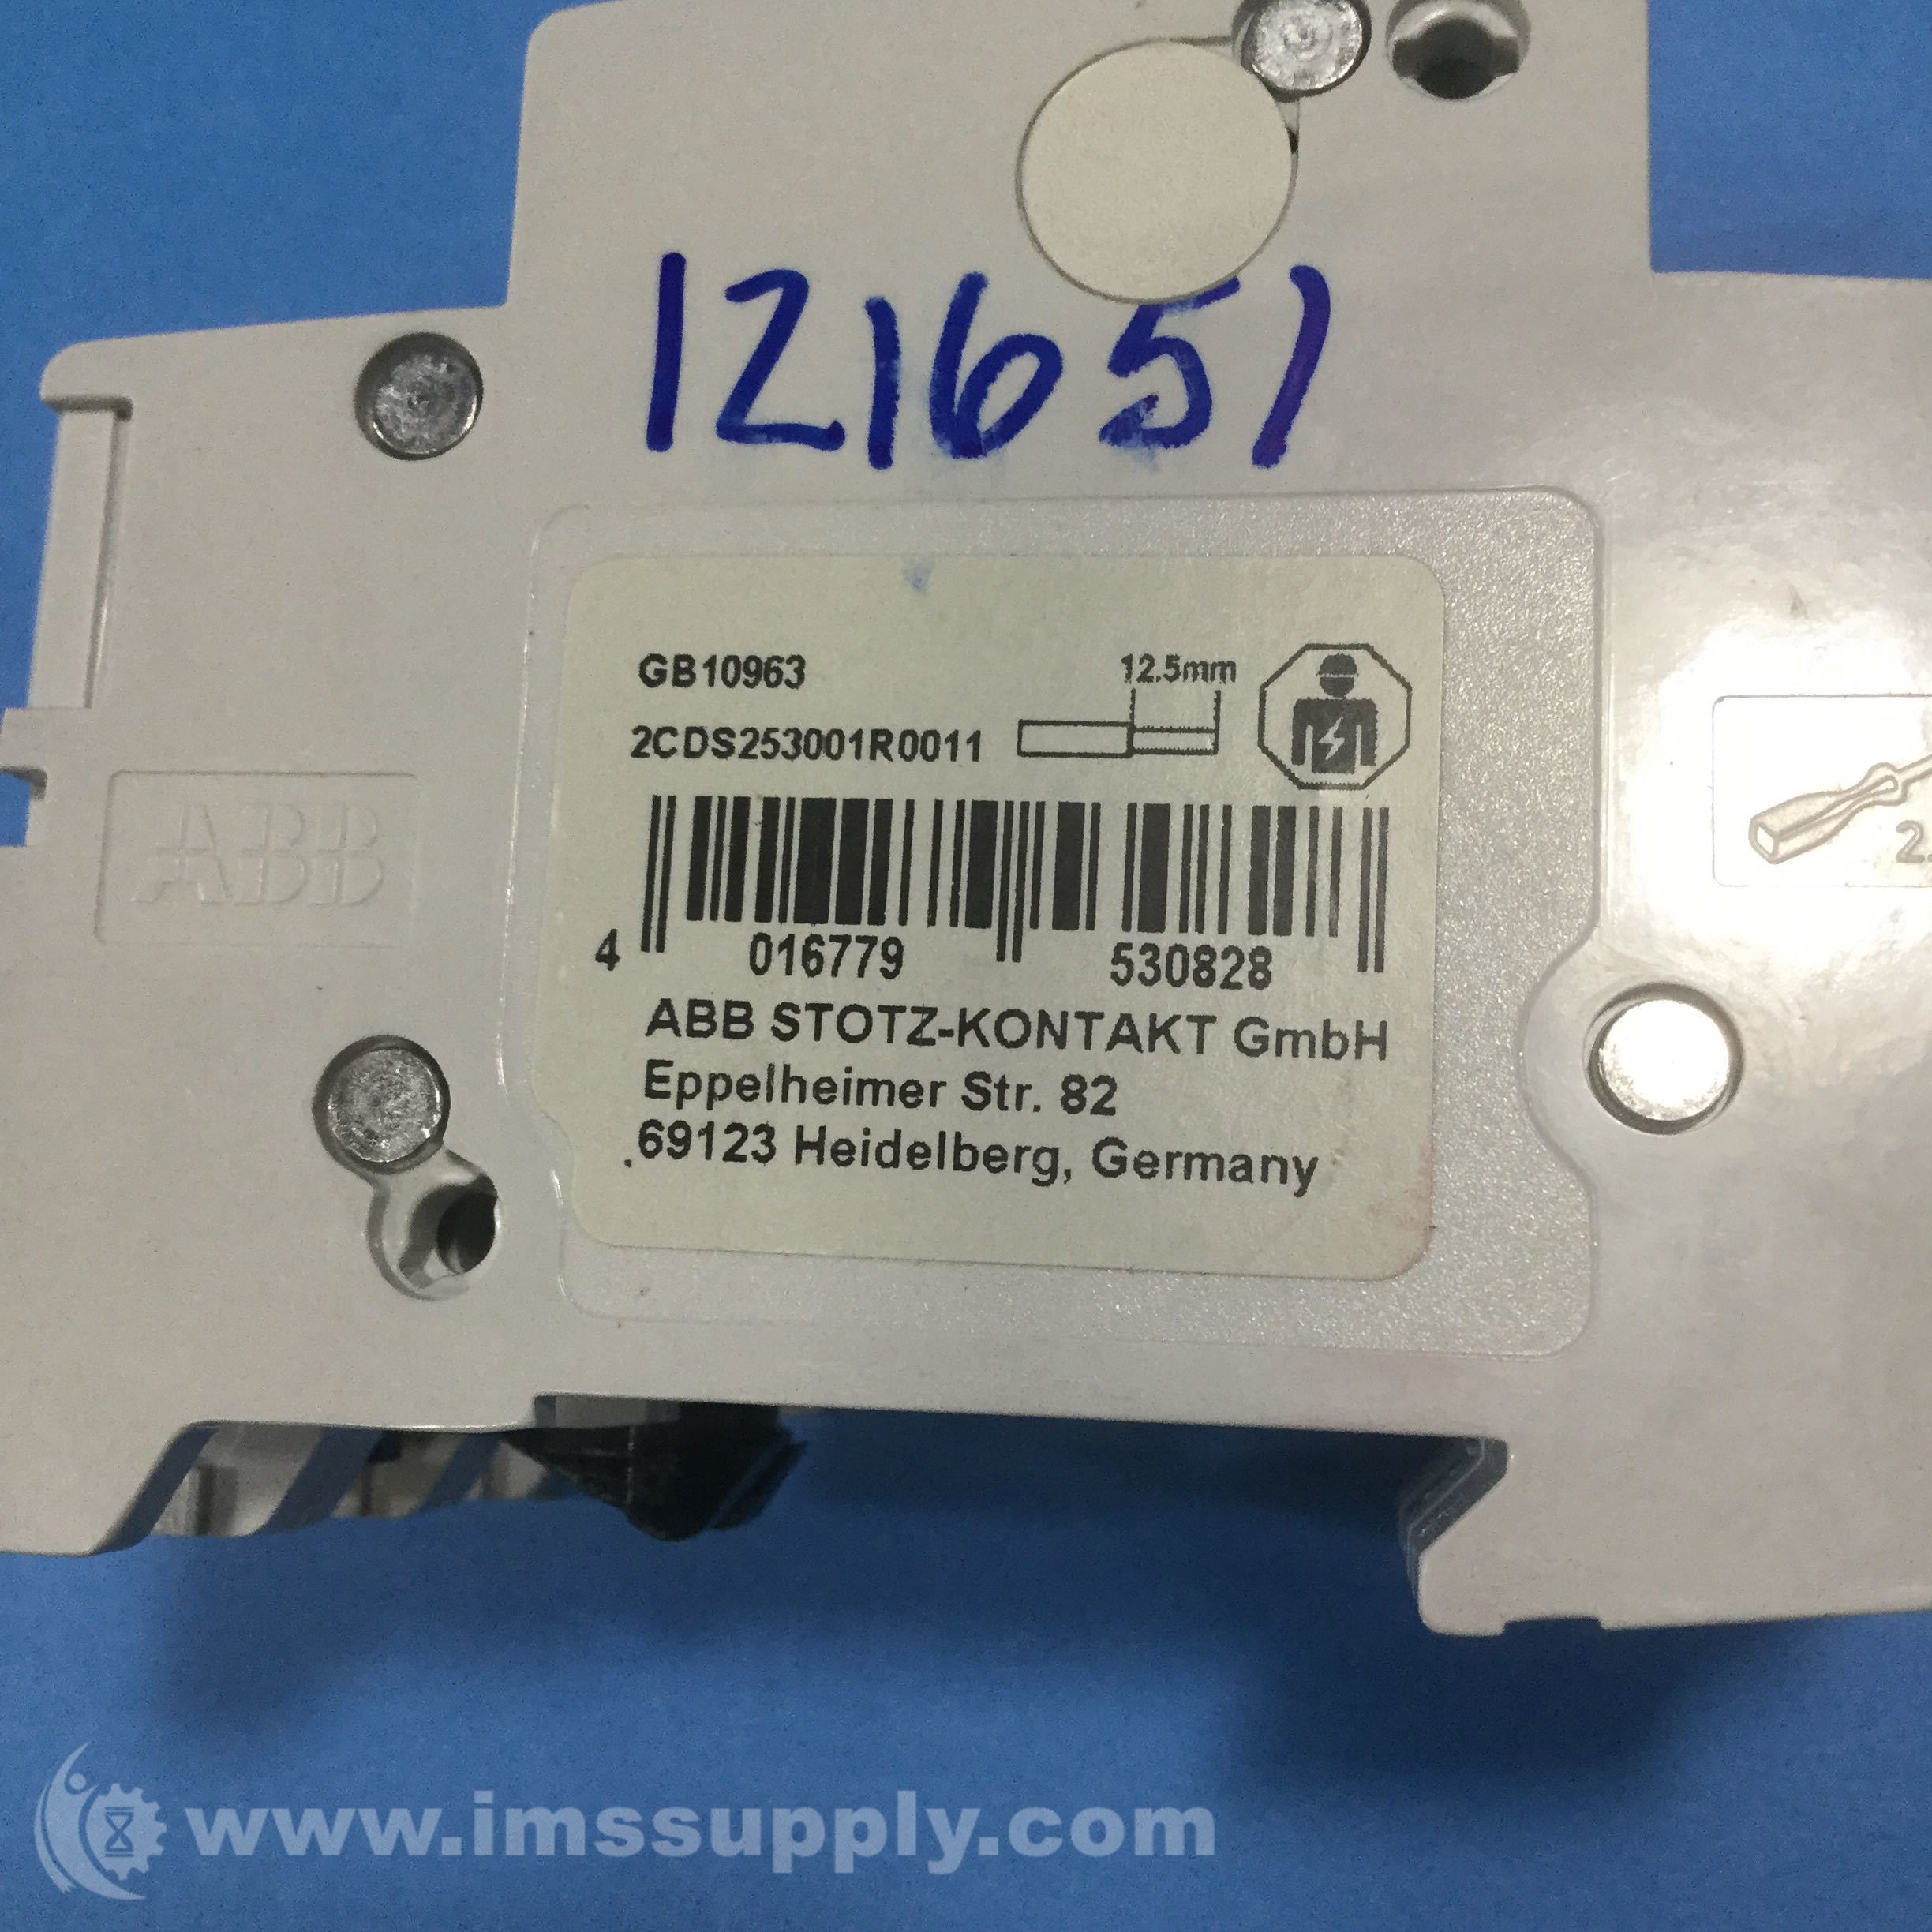 121651
GB10963
12.5mm
2CDS253001R0011
ABB
2.
4 016779 530828
ABB STOTZ-KONTAKT GmbH
Eppelheimer Str. 82
69123 Heidelberg, Germany
www.imssupply.com